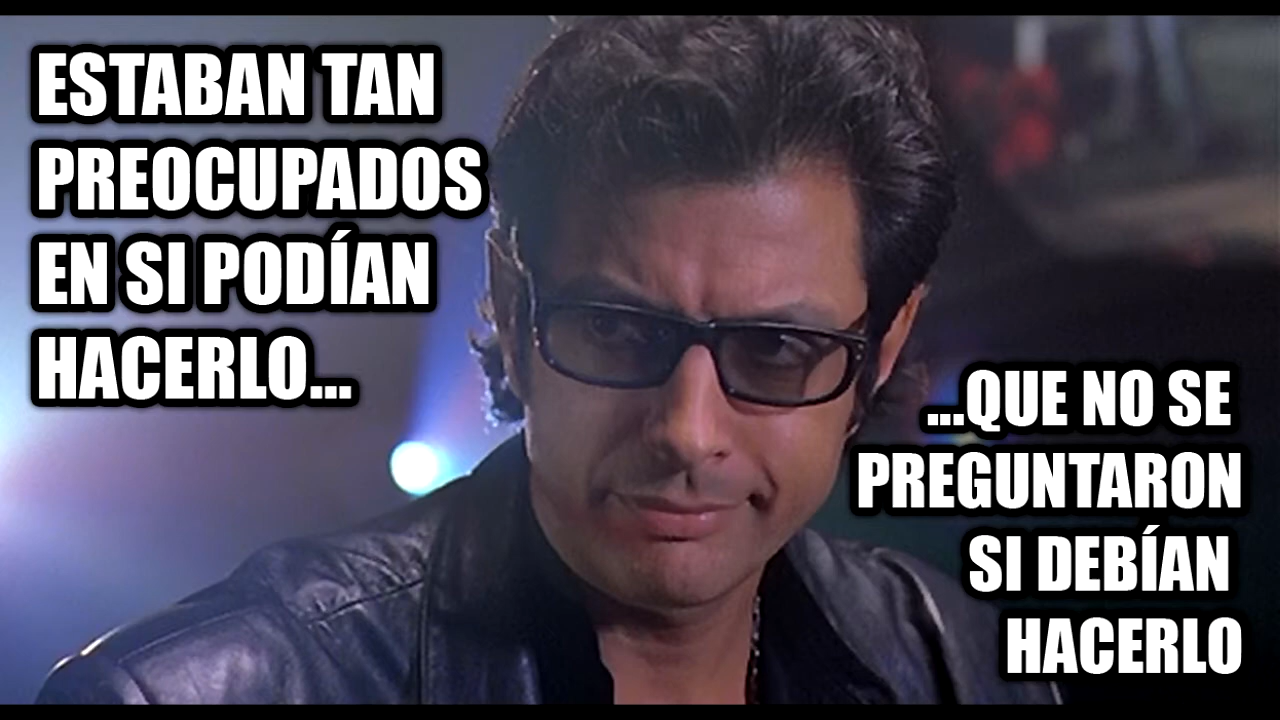 ESTABAN TAN
PREOCUPADOS
EN SI PODÍAN
HACERLO...
...QUE NO SE
PREGUNTARON
SI DEBÍAN
HACERLO